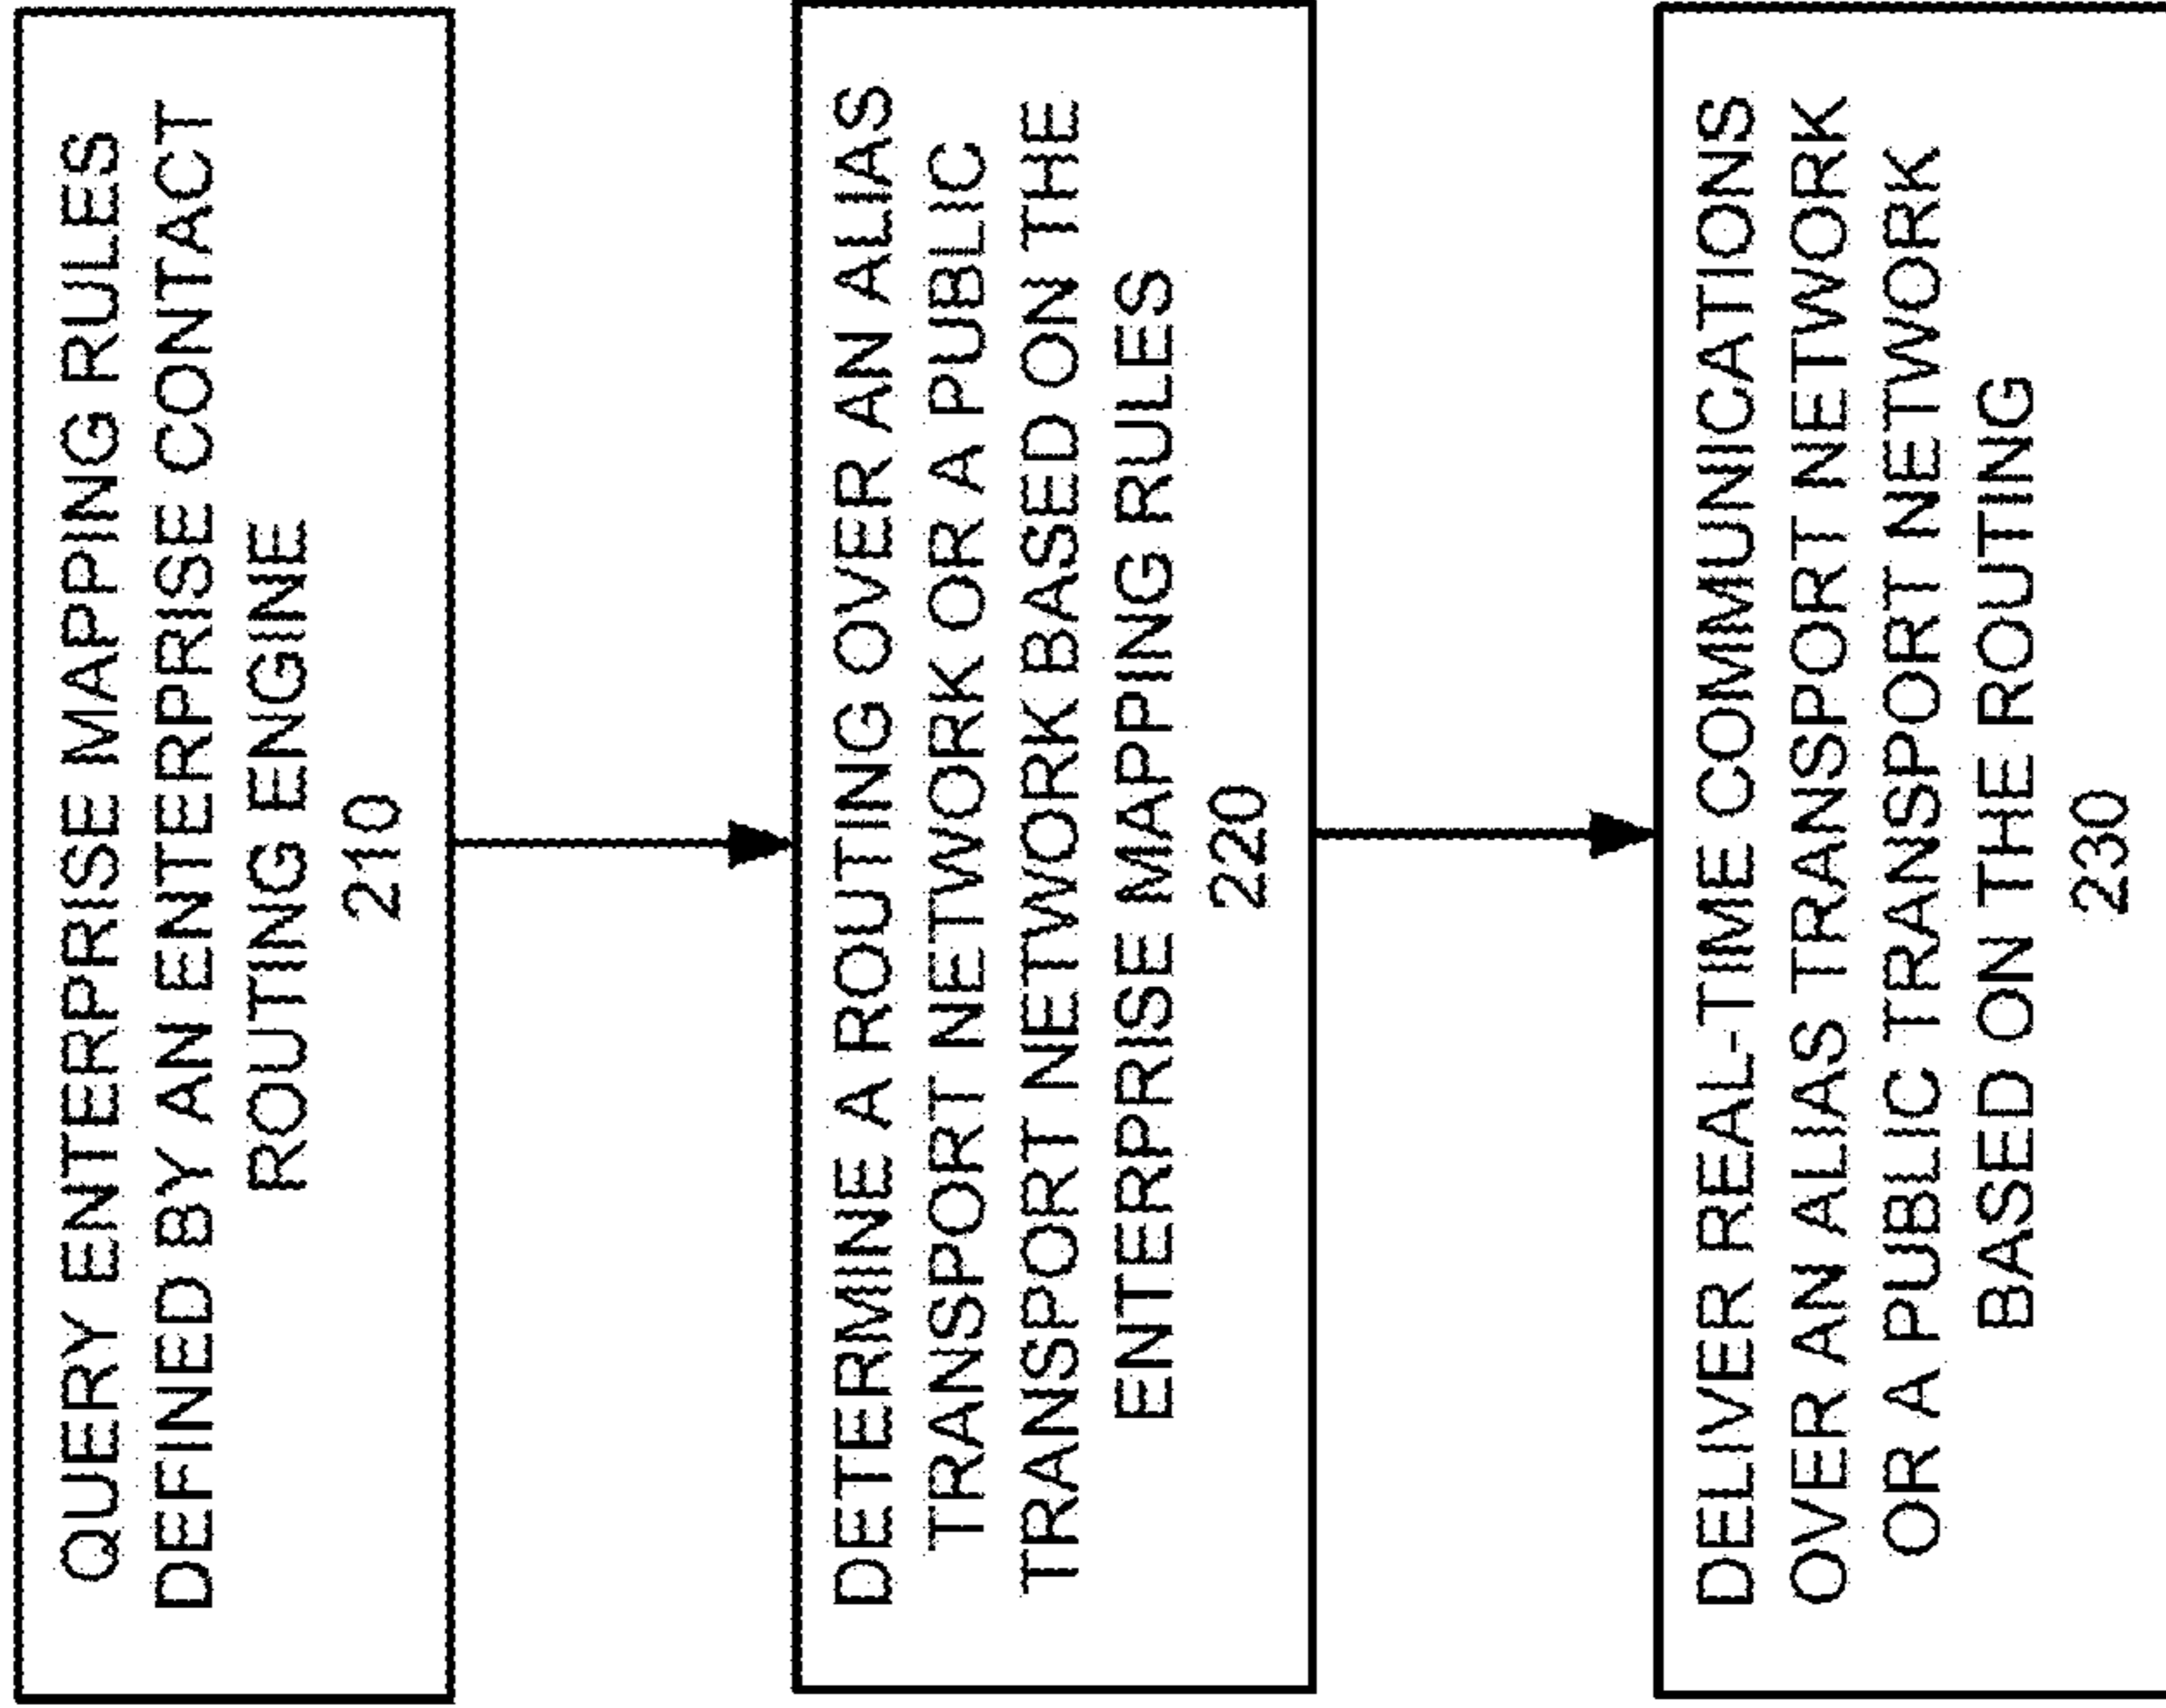 QUERY ENTERPRISE MAPPING RULES
DEFINED BY AN ENTERPRISE CONTACT
ROUTING ENGINE
210
DETERMINE A ROUTING OVER AN ALIAS
TRANSPORT NETWORK OR A PUBLIC
TRANSPORT NETWORK BASED ON THE
ENTERPRISE MAPPING RULES
220
DELIVER REAL-TIME COMMUNICATIONS
OVER AN ALIAS TRANSPORT NETWORK
OR A PUBLIC TRANSPORT NETWORK
BASED ON THE ROUTING
230